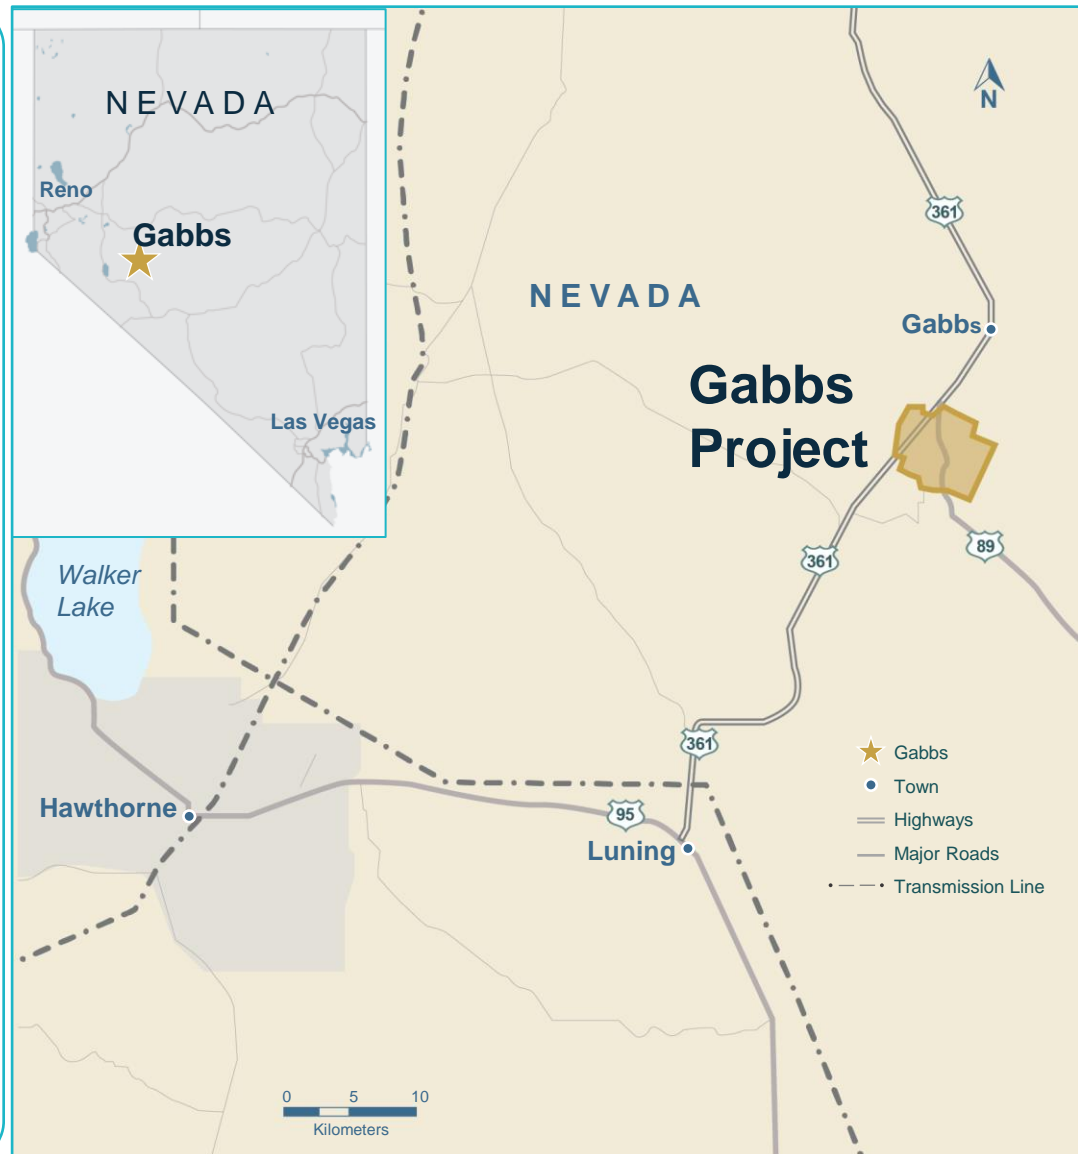 NEVADA
Reno
Gabbs
Las Vegas
N
361
NEVADA
Gabbs
Gabbs
Project
361
89
Walker
Lake
361
Gabbs
Town
Hawthorne
95
Highways
Luning
Major Roads
Transmission Line
0 5 10
Kilometers